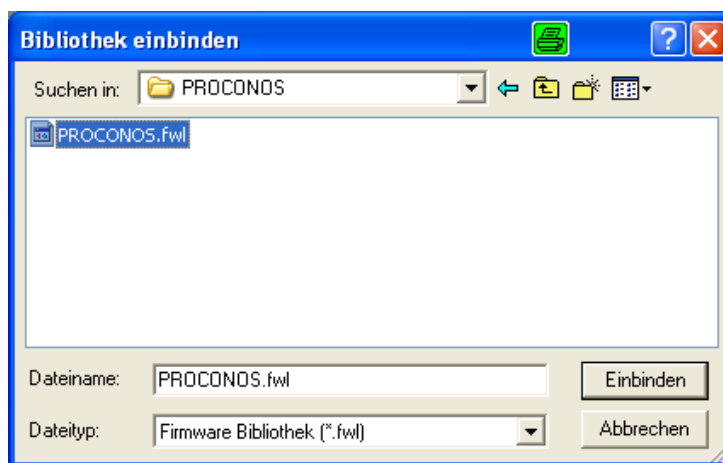 Bibliothek einbinden
Suchen in: PROCONOS
PROCONOS.fwl
Dateiname: PROCONOS.fwl Einbinden
Dateityp: Firmware Bibliothek (*.fwl) Abbrechen